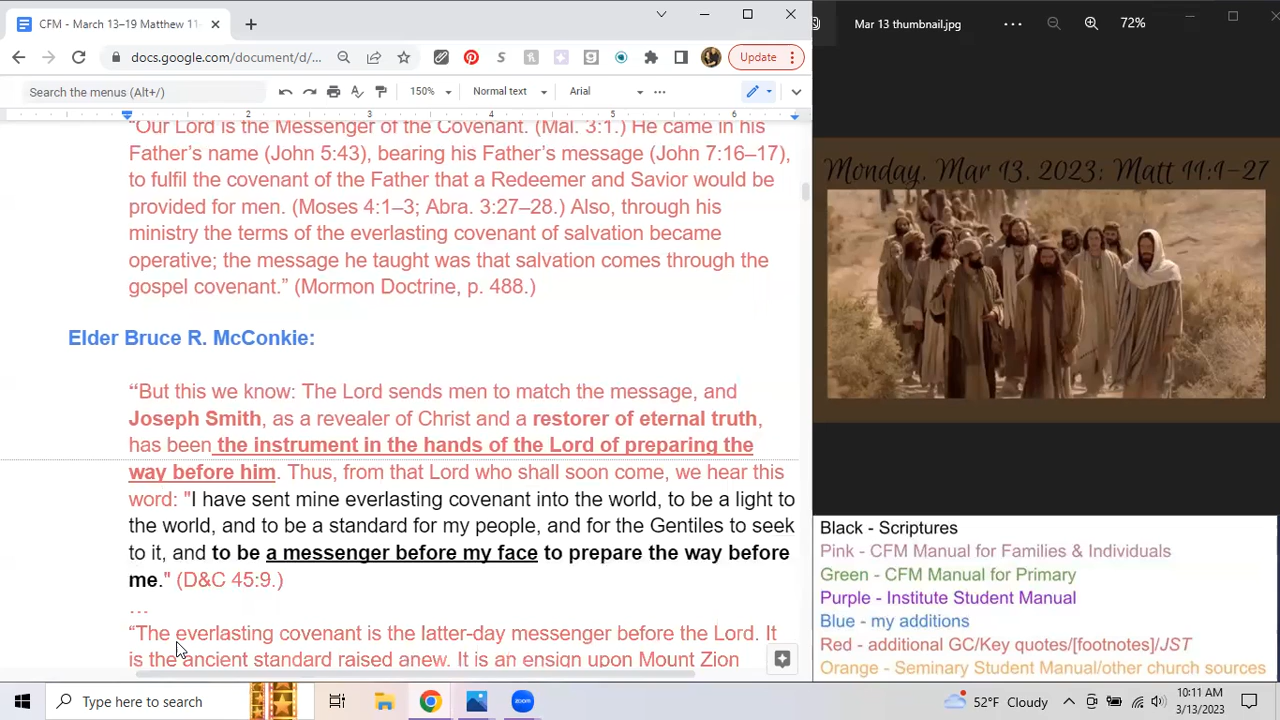 CFM - March 13–19 Matthew 11-
docs.google.com/document/d/...
Update
Search the menus (Alt+/)
150%
Normal text
Arial
2
3
4
5
6
"Our Lord is the Messenger of the Covenant. (Mal. 3:1.) He came in his
Father's name (John 5:43), bearing his Father's message (John 7:16–17),
to fulfil the covenant of the Father that a Redeemer and Savior would be
provided for men. (Moses 4:1–3; Abra. 3:27–28.) Also, through his
ministry the terms of the everlasting covenant of salvation became
operative; the message he taught was that salvation comes through the
gospel covenant." (Mormon Doctrine, p. 488.)
Elder Bruce R. McConkie:
"But this we know: The Lord sends men to match the message, and
Joseph Smith, as a revealer of Christ and a restorer of eternal truth,
has been the instrument in the hands of the Lord of preparing the
way before him. Thus, from that Lord who shall soon come, we hear this
word: "I have sent mine everlasting covenant into the world, to be a light to
the world, and to be a standard for my people, and for the Gentiles to seek
to it, and to be a messenger before my face to prepare the way before
me." (D&C 45:9.)
...
"The everlasting covenant is the latter-day messenger before the Lord. It
is the ancient standard raised anew. It is an ensign upon Mount Zion
Mar 13 thumbnail.jpg
72%
Monday, Mar 13, 2023: Matt 11:1-27
Black - Scriptures
Pink - CFM Manual for Families & Individuals
Green - CFM Manual for Primary
Purple - Institute Student Manual
Blue - my additions
Red - additional GC/Key quotes/[footnotes]/JST
Orange - Seminary Student Manual/other church sources
Type here to search
zoom
52°F Cloudy
10:11 AM
3/13/2023